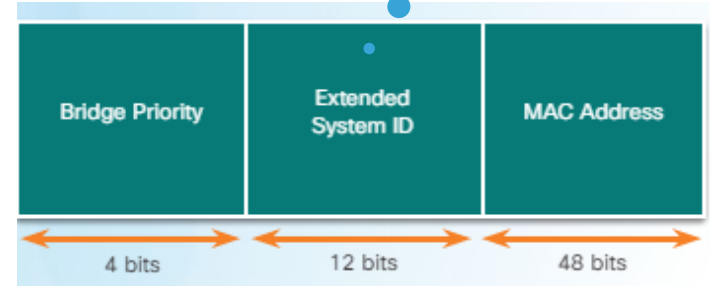 Bridge Priority
Extended
System ID
MAC Address
4 bits
12 bits
48 bits